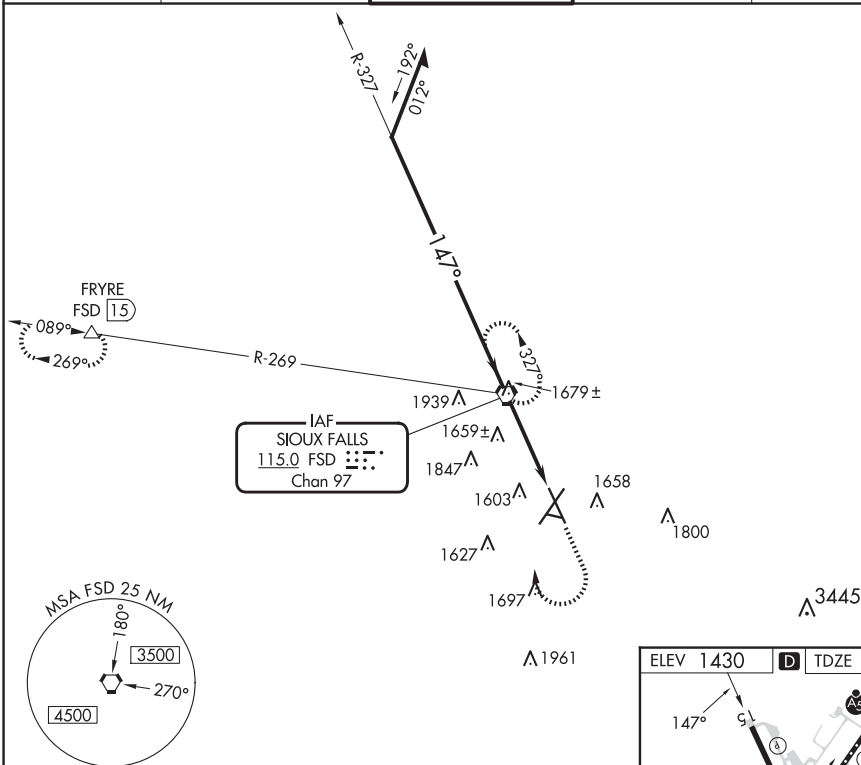 R-327
192°
012°
147°
FRYRE
FSD 15
089°
269°
R-269
327°
1939
1679±
IAF
SIOUX FALLS
115.0 FSD
Chan 97
1659±
1847
1603
1658
1800
1627
1697
3445
1961
MSA FSD 25 NM
180°
3500
270°
4500
ELEV 1430 D TDZE
147°
15
P
A5